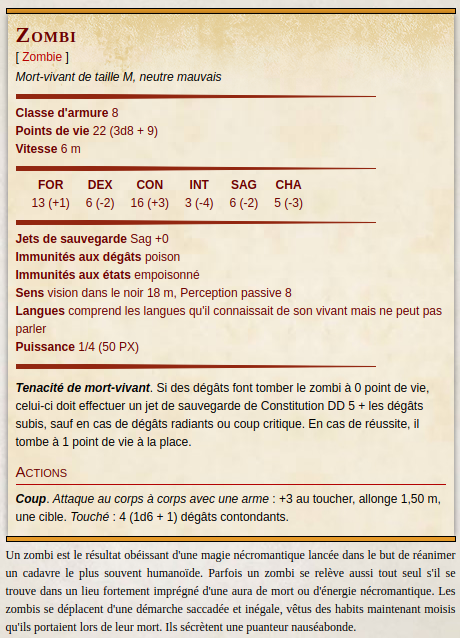 Zombi
[ Zombie ]
Mort-vivant de taille M, neutre mauvais
Classe d'armure 8
Points de vie 22 (3d8 + 9)
Vitesse 6 m
FOR DEX CON INT SAG CHA
13 (+1) 6 (-2) 16 (+3) 3 (-4) 6 (-2) 5 (-3)
Jets de sauvegarde Sag +0
Immunités aux dégâts poison
Immunités aux états empoisonné
Sens vision dans le noir 18 m, Perception passive 8
Langues comprend les langues qu'il connaissait de son vivant mais ne peut pas
parler
Puissance 1/4 (50 PX)
Tenacité de mort-vivant. Si des dégâts font tomber le zombi à 0 point de vie,
celui-ci doit effectuer un jet de sauvegarde de Constitution DD 5 + les dégâts
subis, sauf en cas de dégâts radiants ou coup critique. En cas de réussite, il
tombe à 1 point de vie à la place.
Actions
Coup. Attaque au corps à corps avec une arme : +3 au toucher, allonge 1,50 m,
une cible. Touché : 4 (1d6 + 1) dégâts contondants.
Un zombi est le résultat obéissant d'une magie nécromantique lancée dans le but de réanimer
un cadavre le plus souvent humanoïde. Parfois un zombi se relève aussi tout seul s'il se
trouve dans un lieu fortement imprégné d'une aura de mort ou d'énergie nécromantique. Les
zombis se déplacent d'une démarche saccadée et inégale, vêtus des habits maintenant moisis
qu'ils portaient lors de leur mort. Ils sécrètent une puanteur nauséabonde.